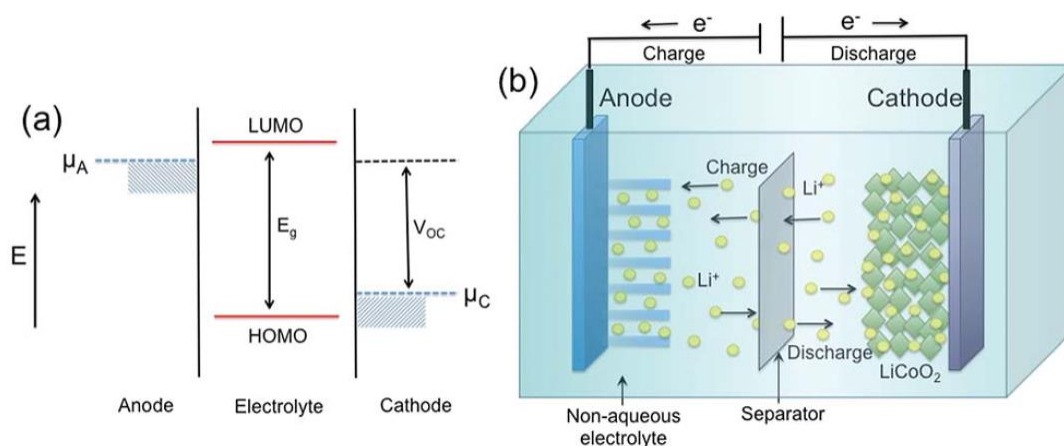 (a)
LUMO
μA
E
Eg
VOC
μC
HOMO
Anode
Electrolyte
Cathode
(b)
e-
Charge
e-
Discharge
Anode
Cathode
Charge
Li+
Li+
Discharge
LiCoO2
Non-aqueous
electrolyte
Separator